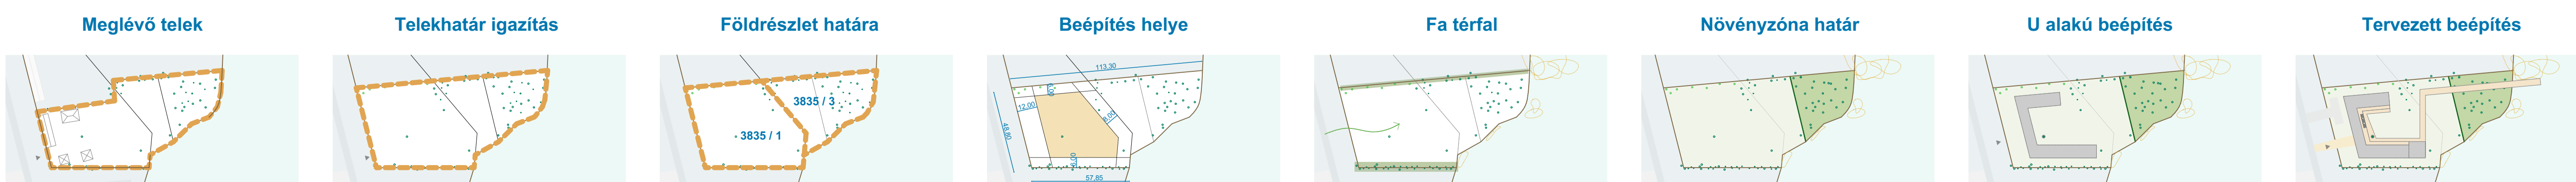 Meglévő telek
Telekhatár igazítás
Földrészlet határa
Beépítés helye
Fa térfal
Növényzóna határ
U alakú beépítés
Tervezett beépítés
3835 / 3
3835 / 1
113,30
12,00
48,80
57,85